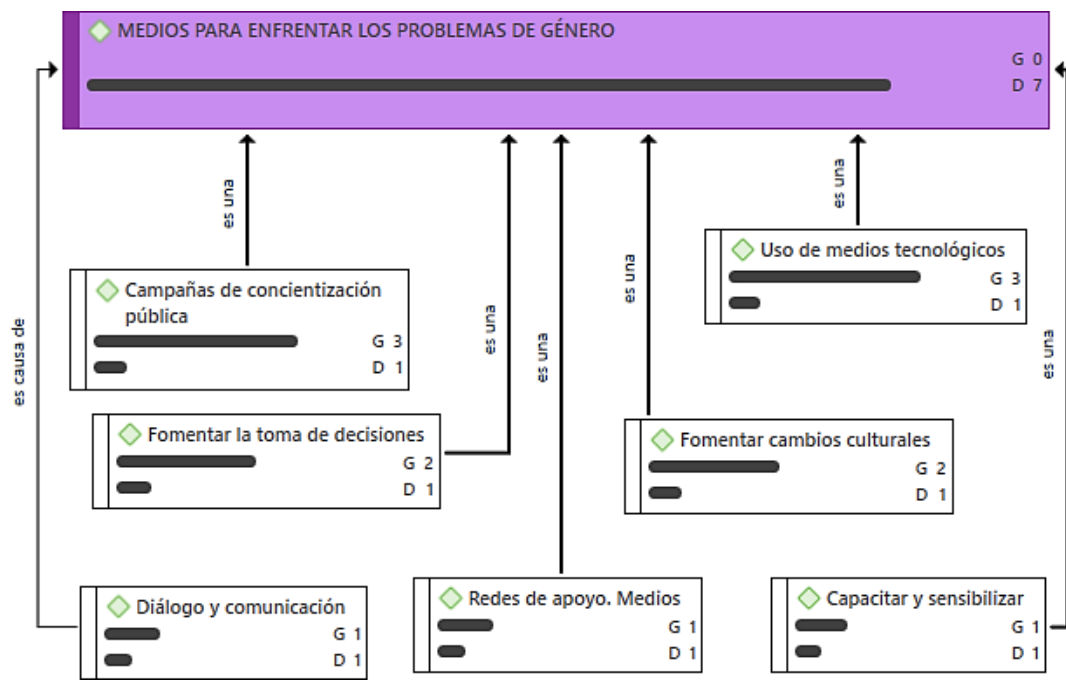 MEDIOS PARA ENFRENTAR LOS PROBLEMAS DE GÉNERO
G 0
D 7
es una
es una
es una
es una
es una
es una
es causa de
Uso de medios tecnológicos
G 3
D 1
Campañas de concientización
pública
G 3
D 1
Fomentar la toma de decisiones
G 2
D 1
Fomentar cambios culturales
G 2
D 1
Diálogo y comunicación
G 1
D 1
Redes de apoyo. Medios
G 1
D 1
Capacitar y sensibilizar
G 1
D 1